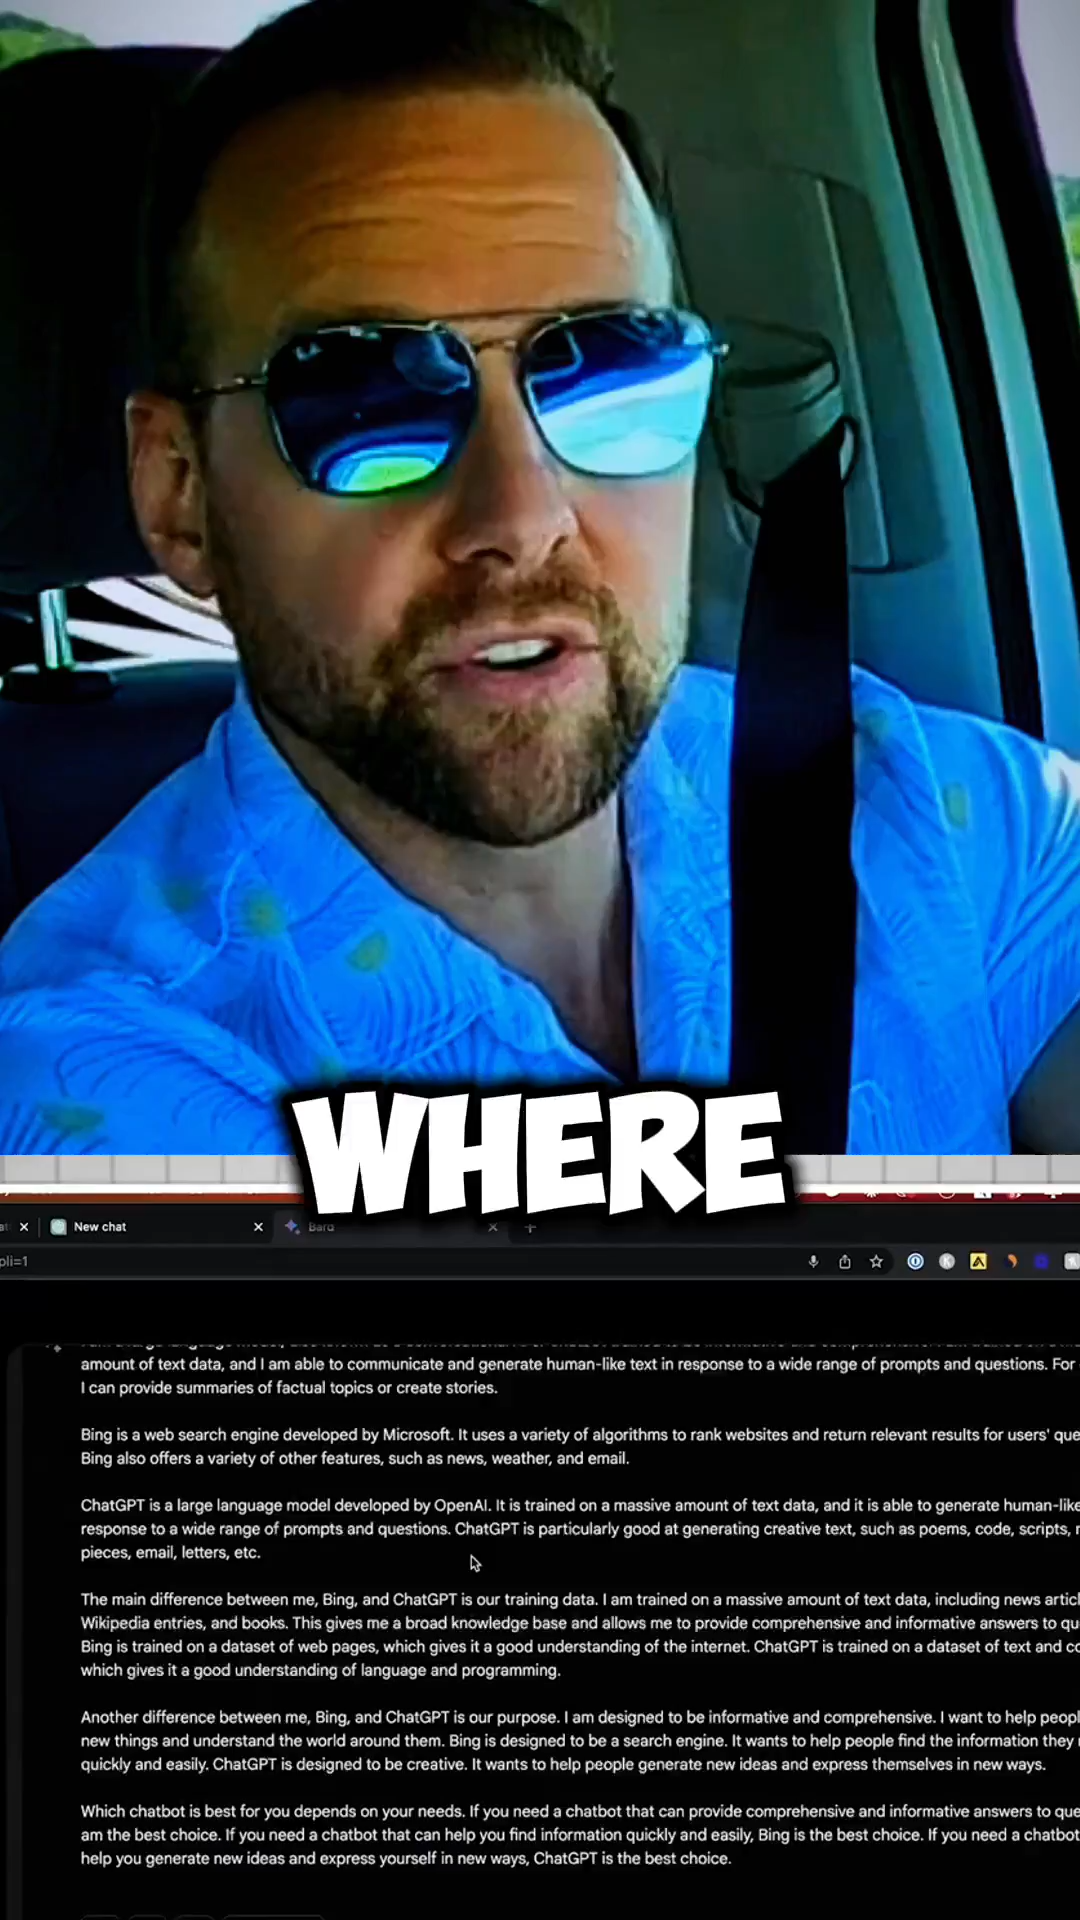 WHERE
New chat
Bard
pli=1
amount of text data, and I am able to communicate and generate human-like text in response to a wide range of prompts and questions. For
I can provide summaries of factual topics or create stories.
Bing is a web search engine developed by Microsoft. It uses a variety of algorithms to rank websites and return relevant results for users' que
Bing also offers a variety of other features, such as news, weather, and email.
ChatGPT is a large language model developed by OpenAI. It is trained on a massive amount of text data, and it is able to generate human-like
response to a wide range of prompts and questions. ChatGPT is particularly good at generating creative text, such as poems, code, scripts,
pieces, email, letters, etc.
The main difference between me, Bing, and ChatGPT is our training data. I am trained on a massive amount of text data, including news artic
Wikipedia entries, and books. This gives me a broad knowledge base and allows me to provide comprehensive and informative answers to qu
Bing is trained on a dataset of web pages, which gives it a good understanding of the internet. ChatGPT is trained on a dataset of text and co
which gives it a good understanding of language and programming.
Another difference between me, Bing, and ChatGPT is our purpose. I am designed to be informative and comprehensive. I want to help peopl
new things and understand the world around them. Bing is designed to be a search engine. It wants to help people find the information they
quickly and easily. ChatGPT is designed to be creative. It wants to help people generate new ideas and express themselves in new ways.
Which chatbot is best for you depends on your needs. If you need a chatbot that can provide comprehensive and informative answers to que
am the best choice. If you need a chatbot that can help you find information quickly and easily, Bing is the best choice. If you need a chatbot
help you generate new ideas and express yourself in new ways, ChatGPT is the best choice.